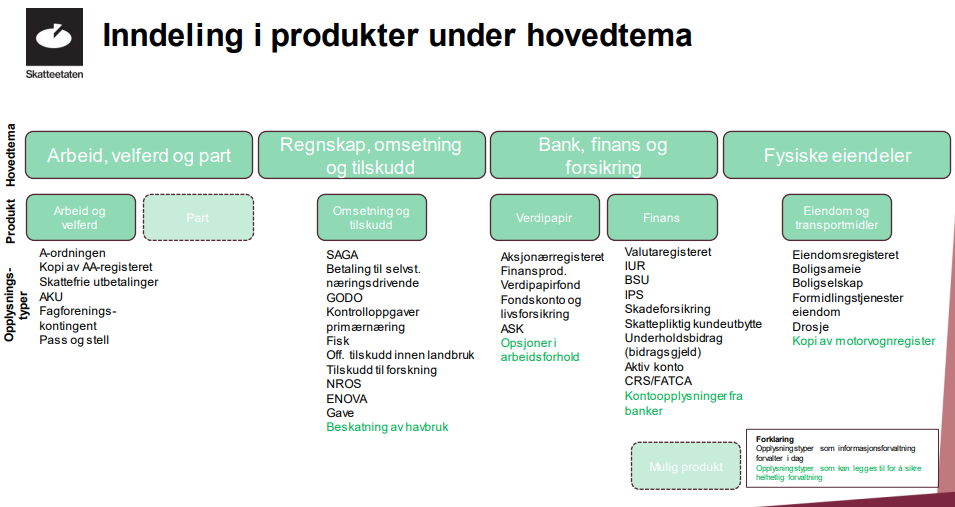 Inndeling i produkter under hovedtema
Skatteetaten
Hovedtema
Arbeid, velferd og part
Regnskap, omsetning
og tilskudd
Bank, finans og
forsikring
Fysiske eiendeler
Produkt
Arbeid og
velferd
Part
Omsetning og
tilskudd
Verdipapir
Finans
Eiendom og
transportmidler
Opplysnings-
typer
A-ordningen
Kopi av AA-registeret
Skattefrie utbetalinger
AKU
Fagforenings-
kontingent
Pass og stell
SAGA
Betaling til selvst.
næringsdrivende
GODO
Kontrolloppgaver
primærnæring
Fisk
Off. tilskudd innen landbruk
Tilskudd til forskning
NROS
ENOVA
Gave
Beskatning av havbruk
Aksjonærregisteret
Finansprod.
Verdipapirfond
Fondskonto og
livsforsikring
ASK
Opsjoner i
arbeidsforhold
Valutaregisteret
IUR
BSU
IPS
Skadeforsikring
Skattepliktig kundeutbytte
Underholdsbidrag
(bidragsgjeld)
Aktiv konto
CRS/FATCA
Kontoopplysninger fra
banker
Eiendomsregisteret
Boligsameie
Boligselskap
Formidlingstjenester
eiendom
Drosje
Kopi av motorvognregister
Mulig produkt
Forklaring
Opplysningstyper som informasjonsforvaltning
forvalter i dag
Opplysningstyper som kan legges til for å sikre
helhetlig forvaltning